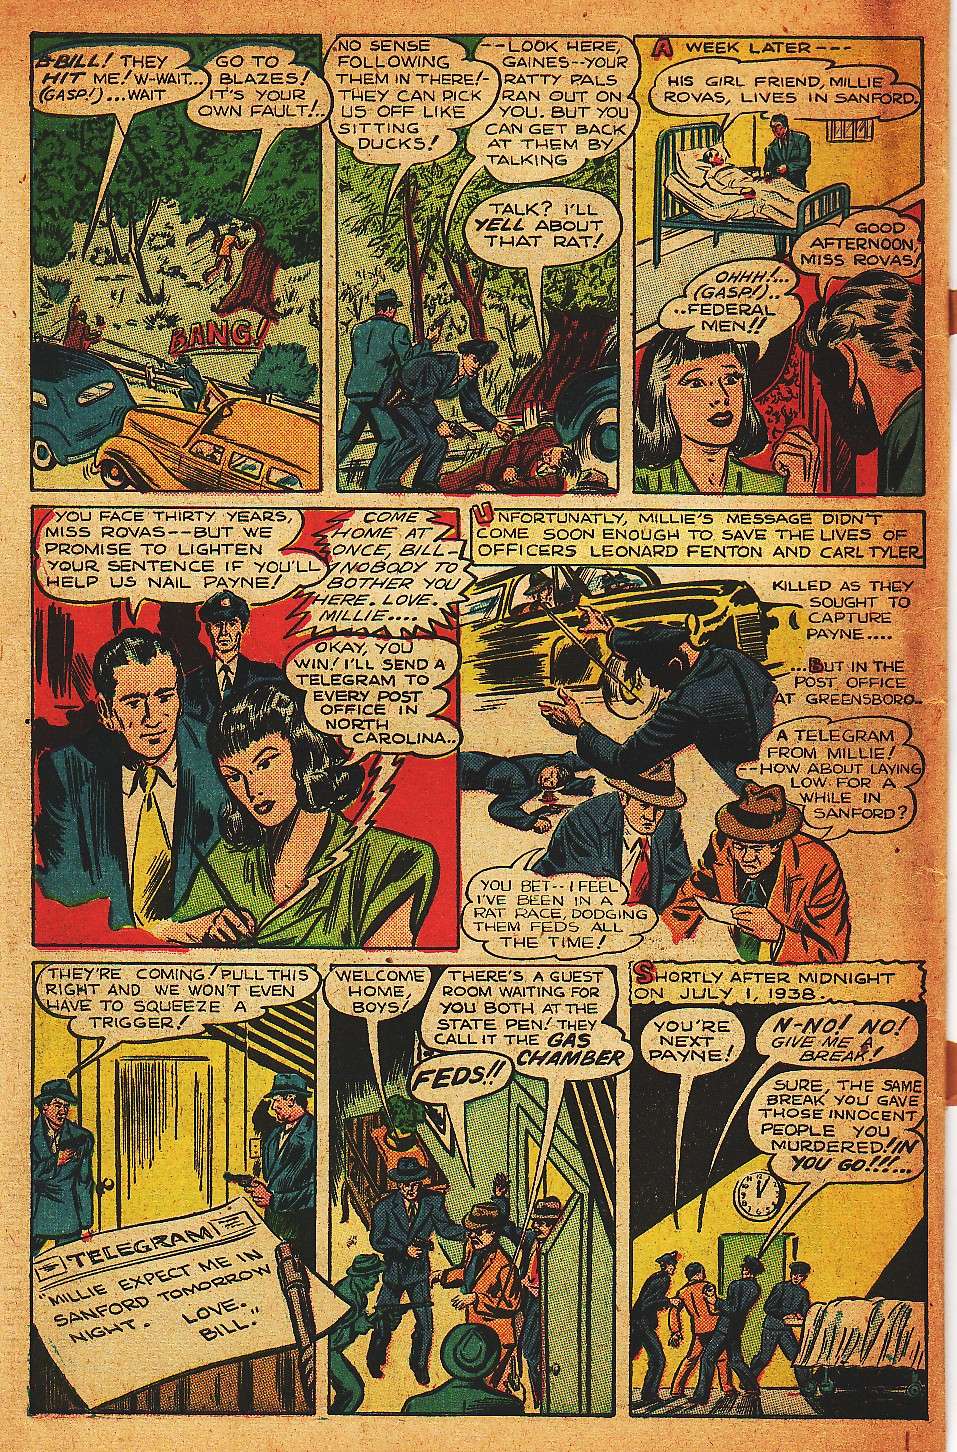 B-BILL! THEY
HIT ME! W-WAIT...
(GASP!)...WAIT
GO TO
BLAZES!
IT'S YOUR
OWN FAULT!..
BANG!
NO SENSE
FOLLOWING
THEM IN THERE!-
THEY CAN PICK
US OFF LIKE
SITTING
DUCKS!
--LOOK HERE,
GAINES--YOUR
RATTY PALS
RAN OUT ON
YOU. BUT YOU
CAN GET BACK
AT THEM BY
TALKING
TALK? I'LL
YELL ABOUT
THAT RAT!
A WEEK LATER---
HIS GIRL FRIEND, MILLIE
ROVAS, LIVES IN SANFORD.
GOOD
AFTERNOON,
MISS ROVAS!
OHHH!...
(GASP!)..
..FEDERAL
MEN!!
YOU FACE THIRTY YEARS,
MISS ROVAS--BUT WE
PROMISE TO LIGHTEN
YOUR SENTENCE IF YOU'LL
HELP US NAIL PAYNE!
COME
HOME AT
ONCE, BILL-
NOBODY TO
BOTHER YOU
HERE. LOVE.
MILLIE....
OKAY, YOU
WIN! I'LL SEND A
TELEGRAM TO
EVERY POST
OFFICE IN
NORTH
CAROLINA..
UNFORTUNATLY, MILLIE'S MESSAGE DIDN'T
COME SOON ENOUGH TO SAVE THE LIVES OF
OFFICERS LEONARD FENTON AND CARL TYLER
KILLED AS THEY
SOUGHT TO
CAPTURE
PAYNE....
...BUT IN THE
POST OFFICE
AT GREENSBORO..
A TELEGRAM
FROM MILLIE!
--HOW ABOUT LAYING
LOW FOR A
WHILE IN
SANFORD?
YOU BET--I FEEL
I'VE BEEN IN A
RAT RACE, DODGING
THEM FEDS ALL
THE TIME!
THEY'RE COMING! PULL THIS
RIGHT AND WE WON'T EVEN
HAVE TO SQUEEZE A
TRIGGER!
TELEGRAM
"MILLIE EXPECT ME IN
SANFORD TOMORROW
NIGHT. LOVE.
BILL."
WELCOME
HOME,
BOYS!
THERE'S A GUEST
ROOM WAITING FOR
YOU BOTH AT THE
STATE PEN! THEY
CALL IT THE GAS
CHAMBER
FEDS!!
SHORTLY AFTER MIDNIGHT
ON JULY 1, 1938.
YOU'RE
NEXT
PAYNE!
N-NO! NO!
GIVE ME A
BREAK!
SURE, THE SAME
BREAK YOU GAVE
THOSE INNOCENT
PEOPLE YOU
MURDERED! IN
YOU GO!!!...